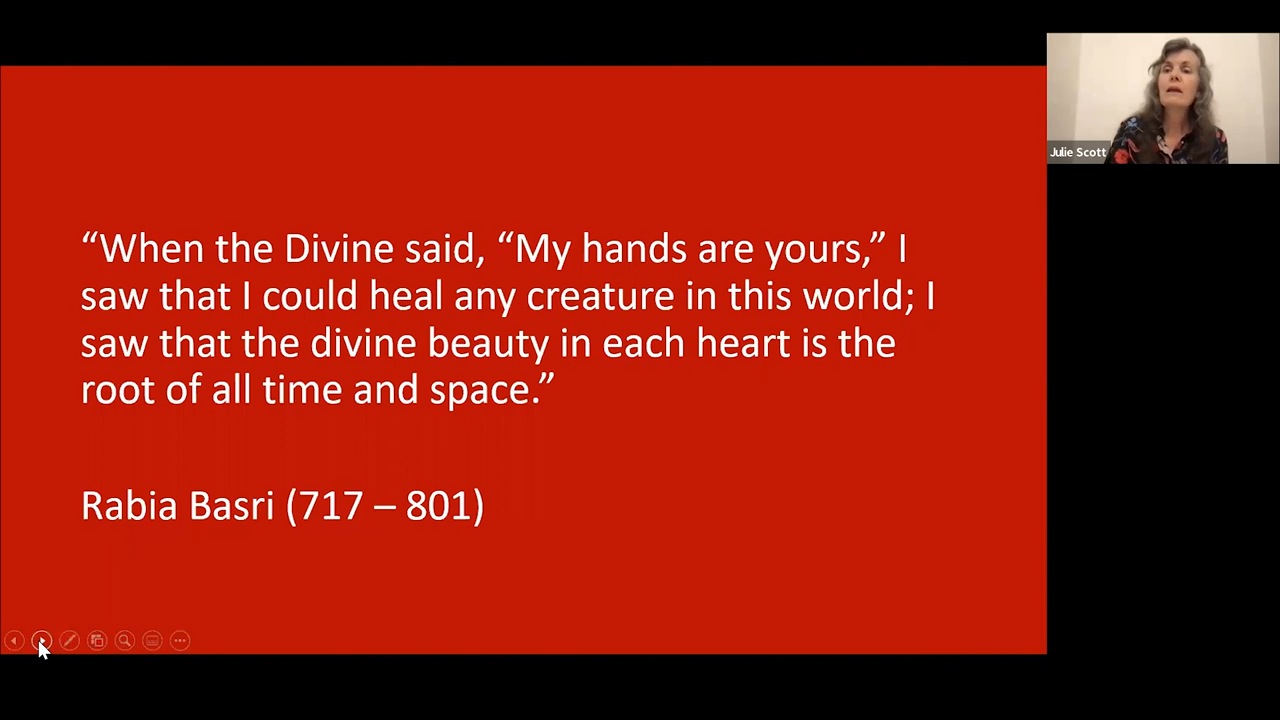 “When the Divine said, “My hands are yours,” I
saw that I could heal any creature in this world; I
saw that the divine beauty in each heart is the
root of all time and space.”
Rabia Basri (717 – 801)
Julie Scott